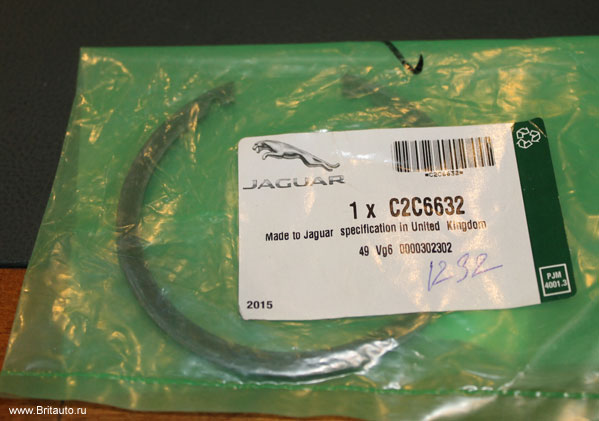 JAGUAR
*C2C6632*
1 x C2C6632
Made to Jaguar specification in United Kingdom
49 Vg6 0000302302
1232
PJM
4001.3
2015
www.Britauto.ru